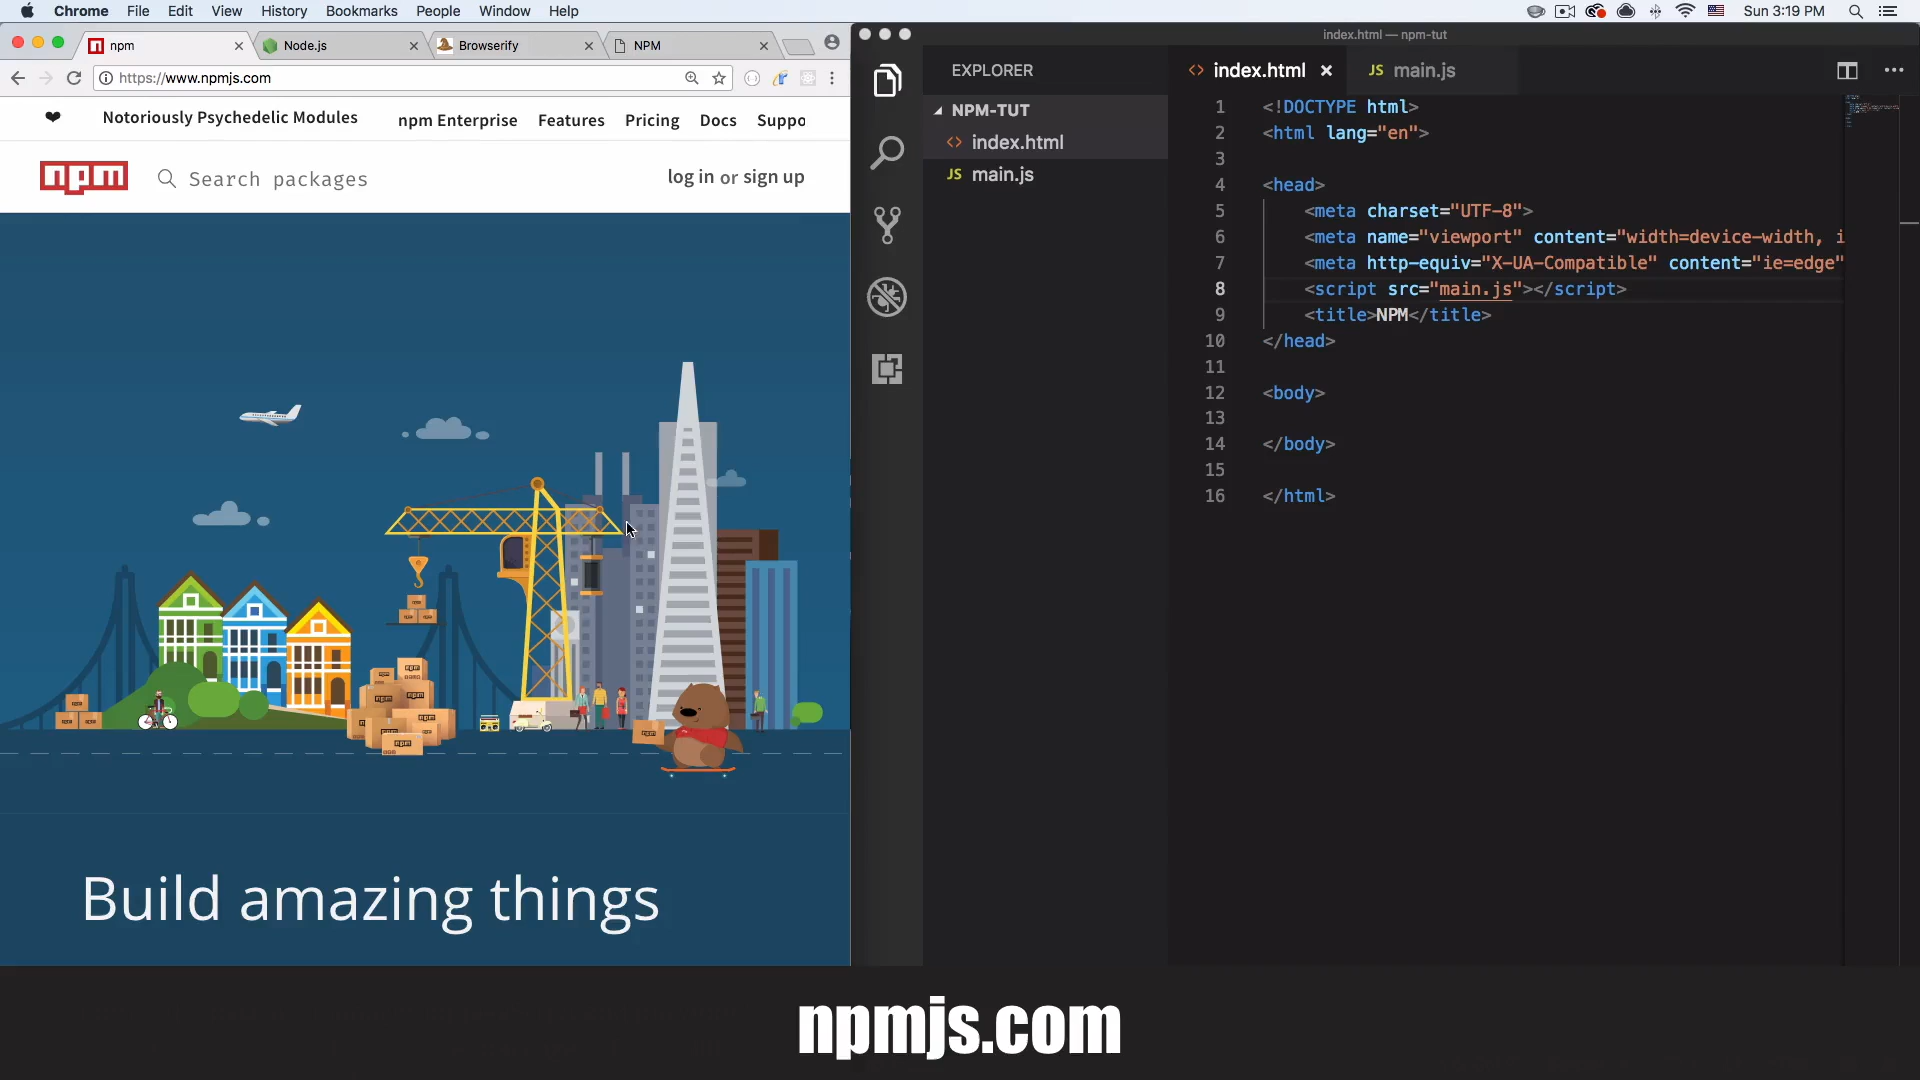 Chrome File Edit View History Bookmarks People Window Help
Sun 3:19 PM
npm
Node.js
Browserify
NPM
https://www.npmjs.com
Notoriously Psychedelic Modules
npm Enterprise
Features
Pricing
Docs
Suppo
npm
Search packages
log in or sign up
Build amazing things
index.html — npm-tut
EXPLORER
NPM-TUT
<> index.html
JS main.js
<> index.html
JS main.js
1 <!DOCTYPE html>
2 <html lang="en">
3
4 <head>
5 <meta charset="UTF-8">
6 <meta name="viewport" content="width=device-width, i
7 <meta http-equiv="X-UA-Compatible" content="ie=edge"
8 <script src="main.js"></script>
9 <title>NPM</title>
10 </head>
11
12 <body>
13
14 </body>
15
16 </html>
npmjs.com